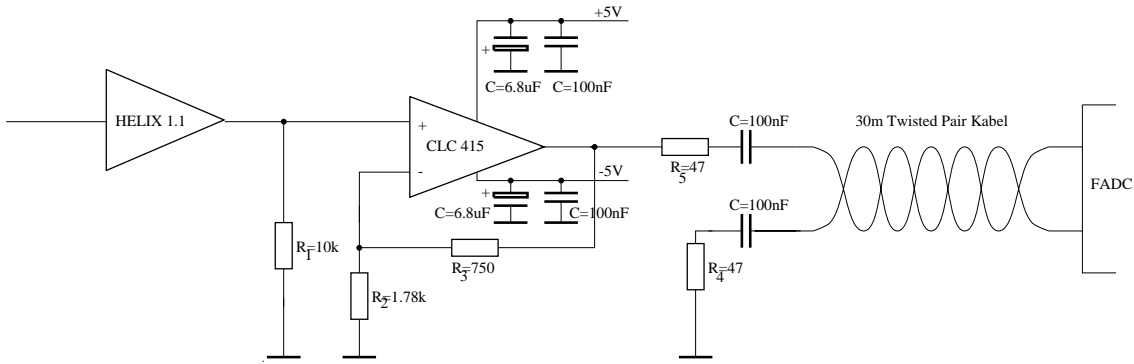 +5V
+
C=6.8uF
C=100nF
HELIX 1.1
+
CLC 415
-
C=100nF
30m Twisted Pair Kabel
R5=47
-5V
+
C=6.8uF
C=100nF
FADC
C=100nF
R1=10k
R3=750
R4=47
R2=1.78k